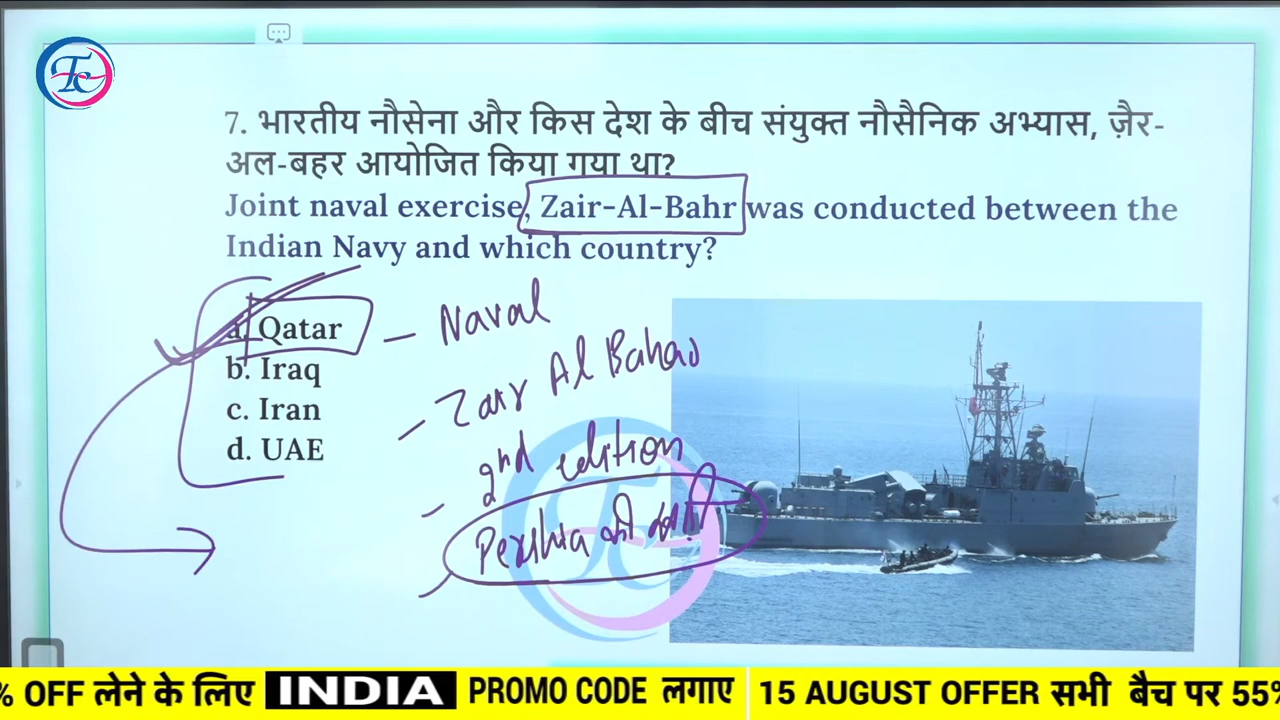 7. भारतीय नौसेना और किस देश के बीच संयुक्त नौसैनिक अभ्यास, ज़ैर-
अल-बहर आयोजित किया गया था?
Joint naval exercise, Zair-Al-Bahr was conducted between the
Indian Navy and which country?
a. Qatar
b. Iraq
c. Iran
d. UAE
– Naval
– Zair Al Bahar
– 2nd edition
की
% OFF लेने के लिए INDIA PROMO CODE लगाए 15 AUGUST OFFER सभी बैच पर 55%